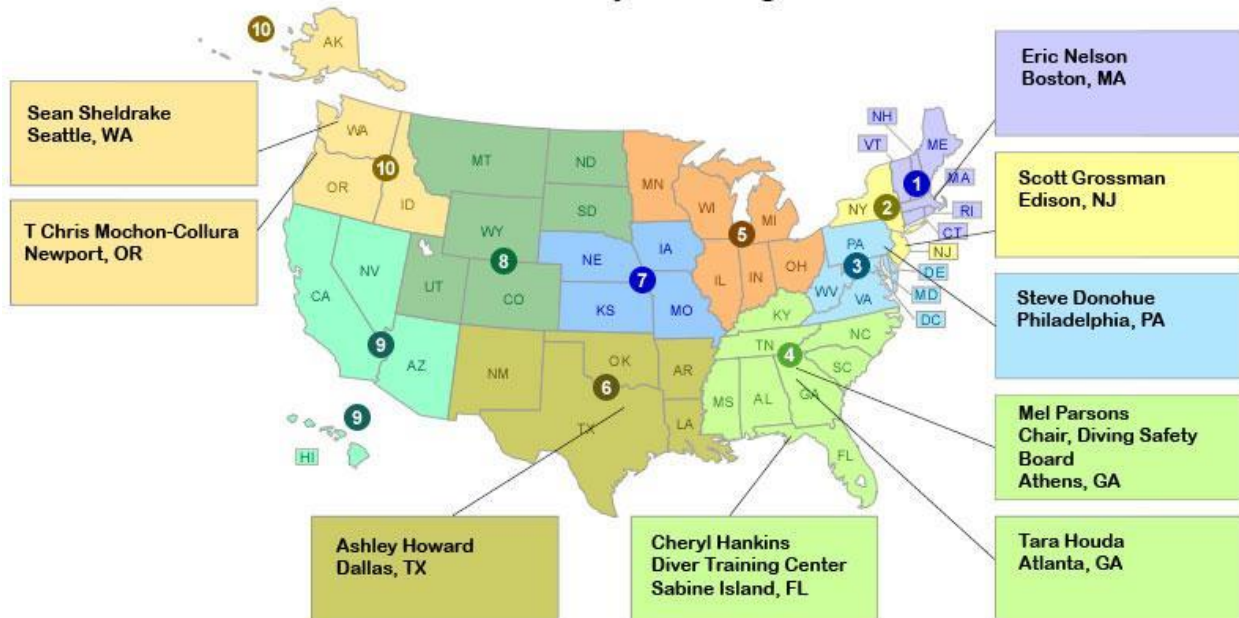 10
AK
Sean Sheldrake
Seattle, WA
T Chris Mochon-Collura
Newport, OR
WA
OR
10
ID
MT
ND
SD
WY
8
UT
CO
NV
CA
9
AZ
9
HI
NE
IA
7
KS
MO
MN
WI
MI
5
IL
IN
OH
NM
OK
AR
6
TX
LA
KY
TN
NC
4
SC
MS
AL
GA
FL
NH
VT
ME
1
MA
NY
2
RI
CT
NJ
PA
3
DE
WV
VA
MD
DC
Eric Nelson
Boston, MA
Scott Grossman
Edison, NJ
Steve Donohue
Philadelphia, PA
Mel Parsons
Chair, Diving Safety
Board
Athens, GA
Tara Houda
Atlanta, GA
Ashley Howard
Dallas, TX
Cheryl Hankins
Diver Training Center
Sabine Island, FL